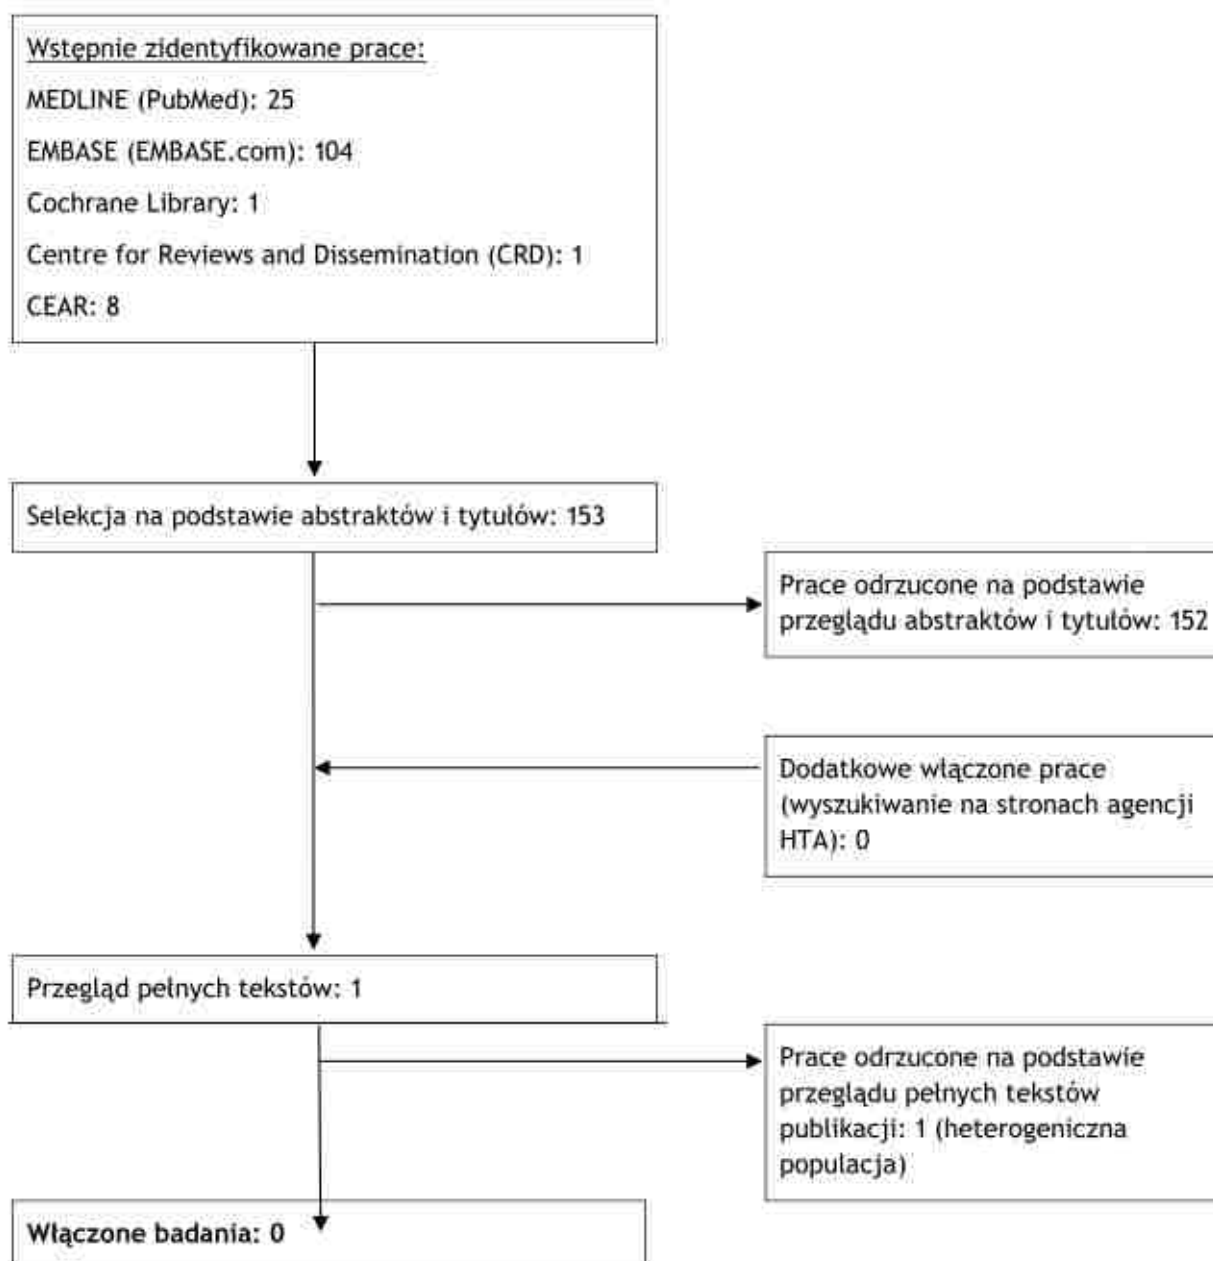 Wstępnie zidentyfikowane prace:
MEDLINE (PubMed): 25
EMBASE (EMBASE.com): 104
Cochrane Library: 1
Centre for Reviews and Dissemination (CRD): 1
CEAR: 8
Selekcja na podstawie abstraktów i tytułów: 153
Prace odrzucone na podstawie
przeglądu abstraktów i tytułów: 152
Dodatkowe włączone prace
(wyszukiwanie na stronach agencji
HTA): 0
Przegląd pełnych tekstów: 1
Prace odrzucone na podstawie
przeglądu pełnych tekstów
publikacji: 1 (heterogeniczna
populacja)
Włączone badania: 0